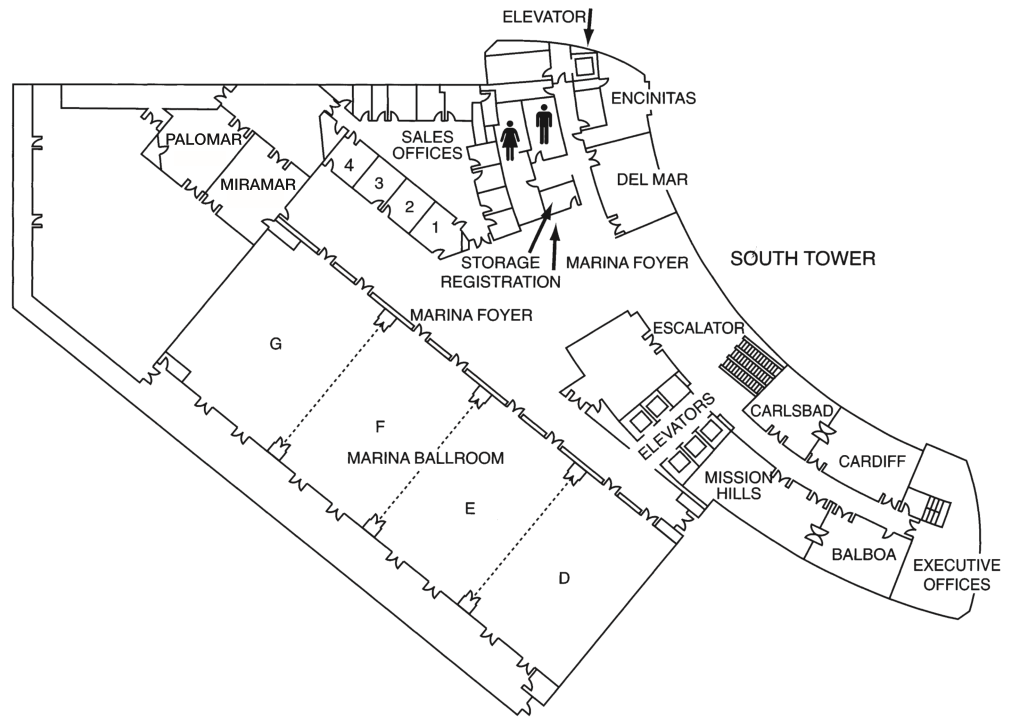 ELEVATOR
ENCINITAS
PALOMAR
SALES
OFFICES
MIRAMAR
4
3
2
1
DEL MAR
STORAGE
REGISTRATION
MARINA FOYER
SOUTH TOWER
MARINA FOYER
ESCALATOR
G
F
MARINA BALLROOM
E
D
ELEVATORS
CARLSBAD
CARDIFF
MISSION
HILLS
BALBOA
EXECUTIVE
OFFICES